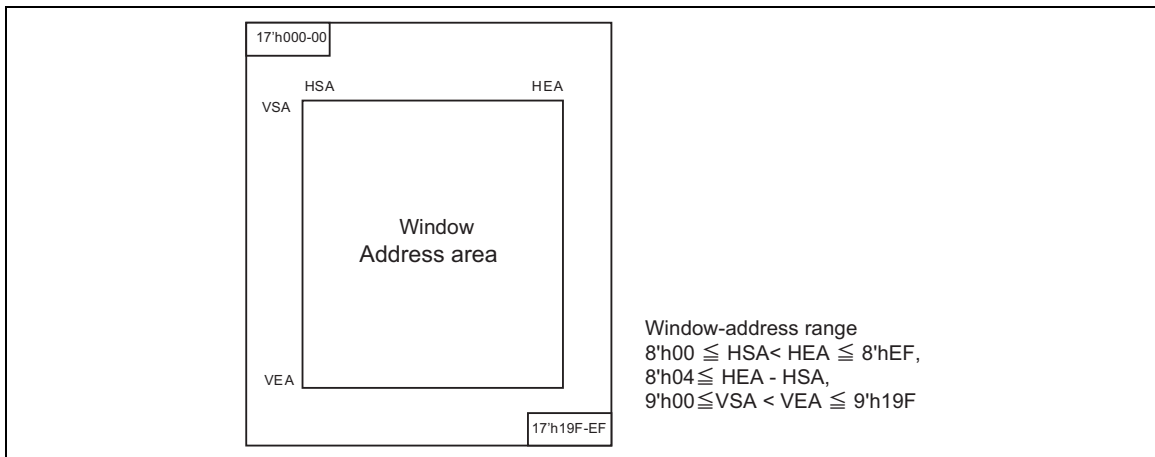 17'h000-00
HSA HEA
VSA
Window
Address area
VEA
17'h19F-EF
Window-address range
8'h00 ≦ HSA< HEA ≦ 8'hEF,
8'h04≦ HEA - HSA,
9'h00≦VSA < VEA ≦ 9'h19F